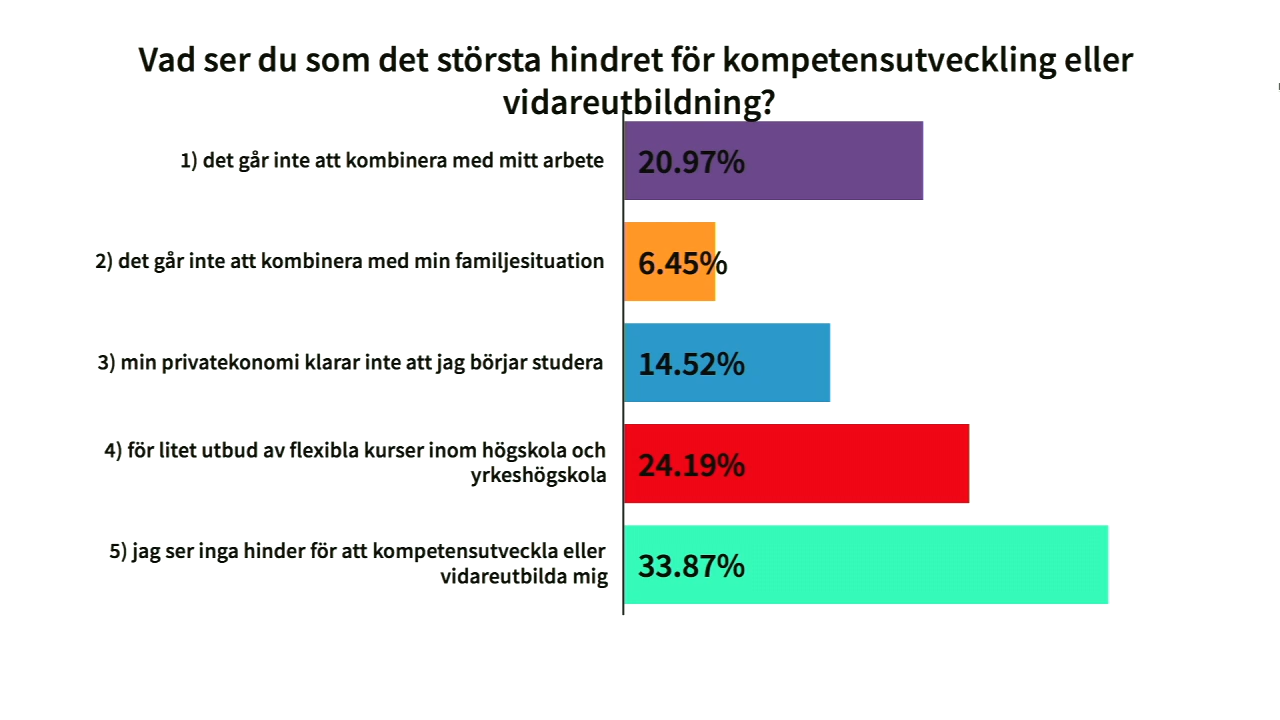 Vad ser du som det största hindret för kompetensutveckling eller
vidareutbildning?
1) det går inte att kombinera med mitt arbete
20.97%
2) det går inte att kombinera med min familjesituation
6.45%
3) min privatekonomi klarar inte att jag börjar studera
14.52%
4) för litet utbud av flexibla kurser inom högskola och
yrkeshögskola
24.19%
5) jag ser inga hinder för att kompetensutveckla eller
vidareutbilda mig
33.87%